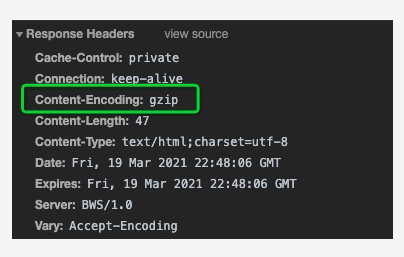 Response Headers view source
Cache-Control: private
Connection: keep-alive
Content-Encoding: gzip
Content-Length: 47
Content-Type: text/html;charset=utf-8
Date: Fri, 19 Mar 2021 22:48:06 GMT
Expires: Fri, 19 Mar 2021 22:48:06 GMT
Server: BWS/1.0
Vary: Accept-Encoding